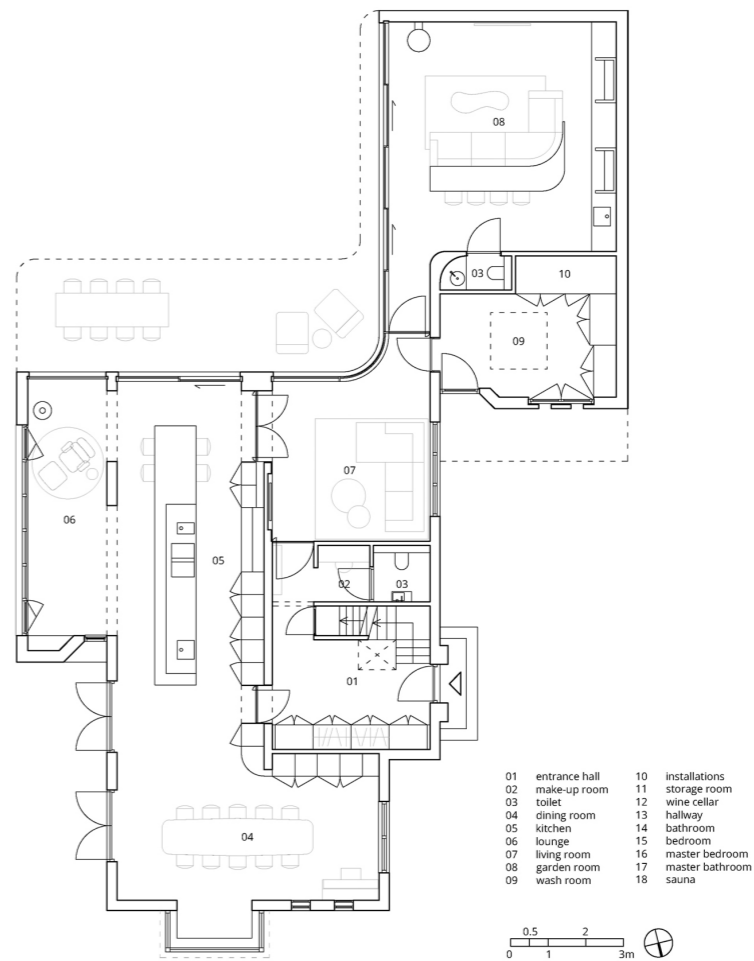 08
03
10
09
07
06
05
02
03
01
04
01 entrance hall
02 make-up room
03 toilet
04 dining room
05 kitchen
06 lounge
07 living room
08 garden room
09 wash room
10 installations
11 storage room
12 wine cellar
13 hallway
14 bathroom
15 bedroom
16 master bedroom
17 master bathroom
18 sauna
0.5 2
0 1 3m